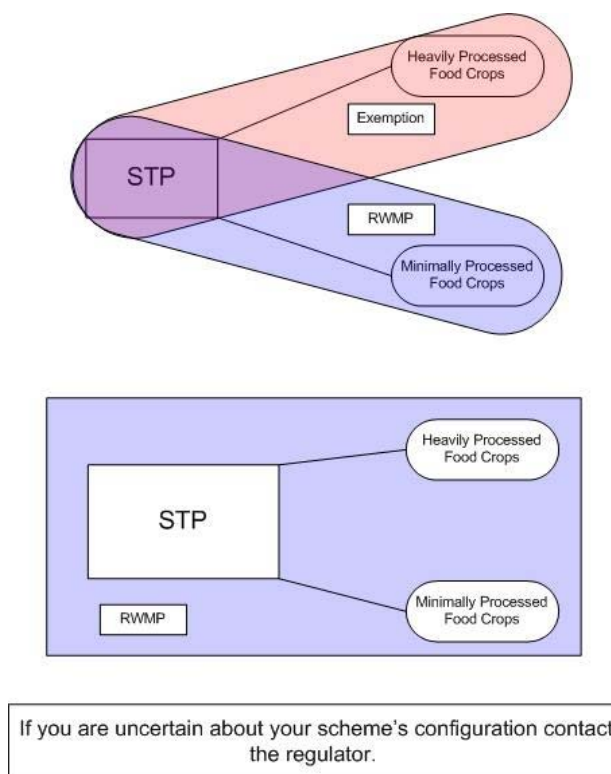 Heavily Processed
Food Crops
Exemption
STP
RWMP
Minimally Processed
Food Crops
Heavily Processed
Food Crops
STP
RWMP
Minimally Processed
Food Crops
If you are uncertain about your scheme's configuration contact
the regulator.